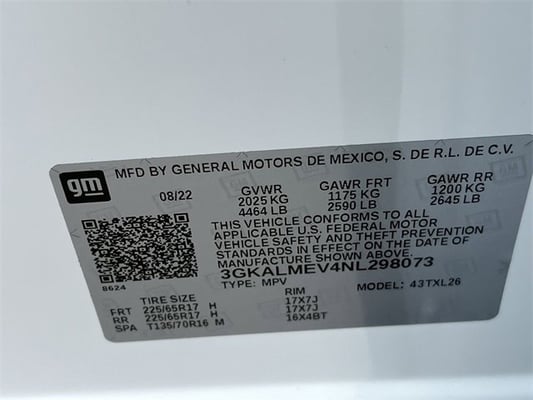 gm
MFD BY GENERAL MOTORS DE MEXICO, S. DE R.L. DE C.V.
08/22 GVWR GAWR FRT GAWR RR
2025 KG 1175 KG 1200 KG
4464 LB 2590 LB 2645 LB
THIS VEHICLE CONFORMS TO ALL
APPLICABLE U.S. FEDERAL MOTOR
VEHICLE SAFETY AND THEFT PREVENTION
STANDARDS IN EFFECT ON THE DATE OF
MANUFACTURE SHOWN ABOVE.
3GKALMEV4NL298073
8624 TYPE: MPV MODEL: 43TXL26
TIRE SIZE RIM
FRT 225/65R17 H 17X7J
RR 225/65R17 H 17X7J
SPA T135/70R16 M 16X4BT